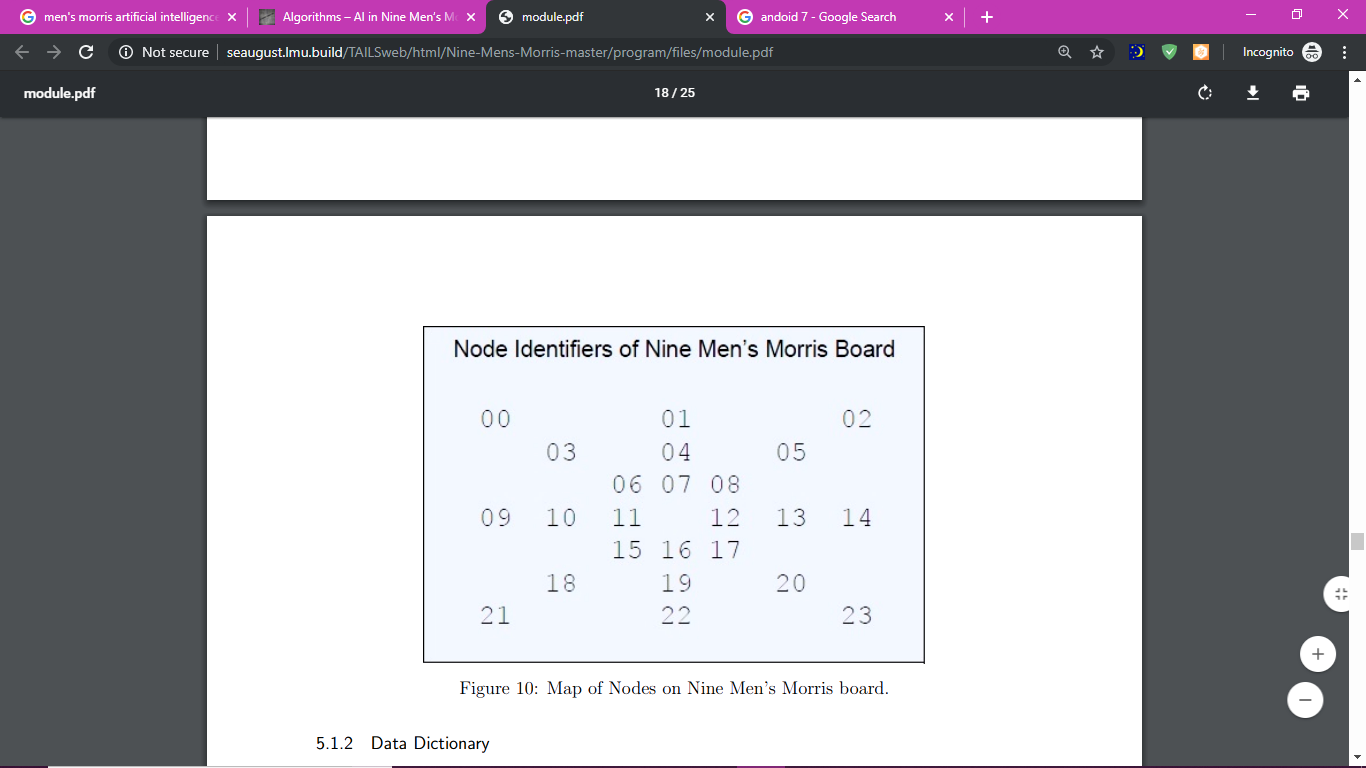 men's morris artificial intelligence
Algorithms – AI in Nine Men's Mo
module.pdf
andoid 7 - Google Search
Not secure
seaugust.lmu.build/TAILSweb/html/Nine-Mens-Morris-master/program/files/module.pdf
Incognito
module.pdf
18 / 25
Node Identifiers of Nine Men's Morris Board
00 01 02
03 04 05
06 07 08
09 10 11 12 13 14
15 16 17
18 19 20
21 22 23
Figure 10: Map of Nodes on Nine Men's Morris board.
5.1.2 Data Dictionary